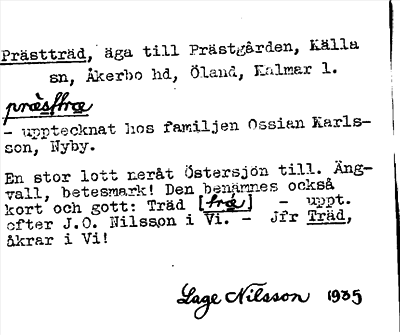 Prästträd, äga till Prästgården, Källa
sn, Åkerbo hd, Öland, Kalmar l.
præstræ
- upptecknat hos familjen Ossian Karls-
son, Nyby.
En stor lott neråt Östersjön till. Äng-
vall, betesmark! Den benämnes också
kort och gott: Träd [træ] - uppt.
efter J.O. Nilsson i Vi. - Jfr Träd,
åkrar i Vi!
Lage Nilsson 1935